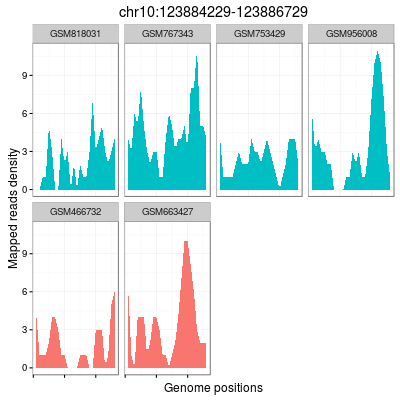 chr10:123884229-123886729
GSM818031 GSM767343 GSM753429 GSM956008
9
6
3
0
GSM466732 GSM663427
9
6
3
0
Mapped reads density
Genome positions